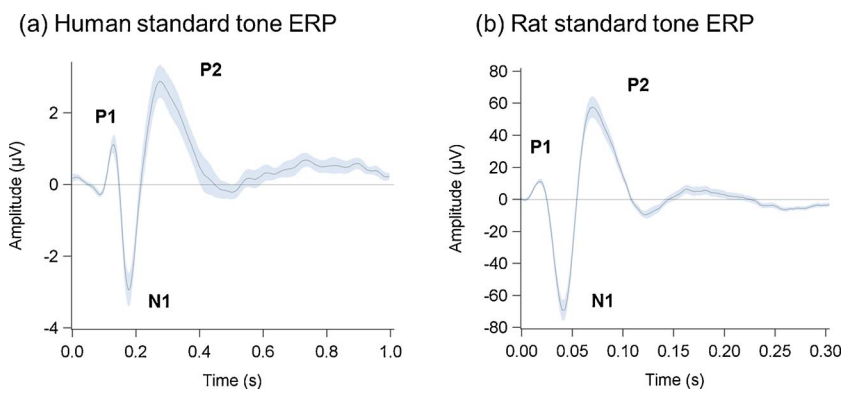 (a) Human standard tone ERP
P2
P1
N1
Amplitude (µV)
2
0
-2
-4
0.0 0.2 0.4 0.6 0.8 1.0
Time (s)
(b) Rat standard tone ERP
P2
P1
N1
Amplitude (µV)
80
60
40
20
0
-20
-40
-60
-80
0.00 0.05 0.10 0.15 0.20 0.25 0.30
Time (s)